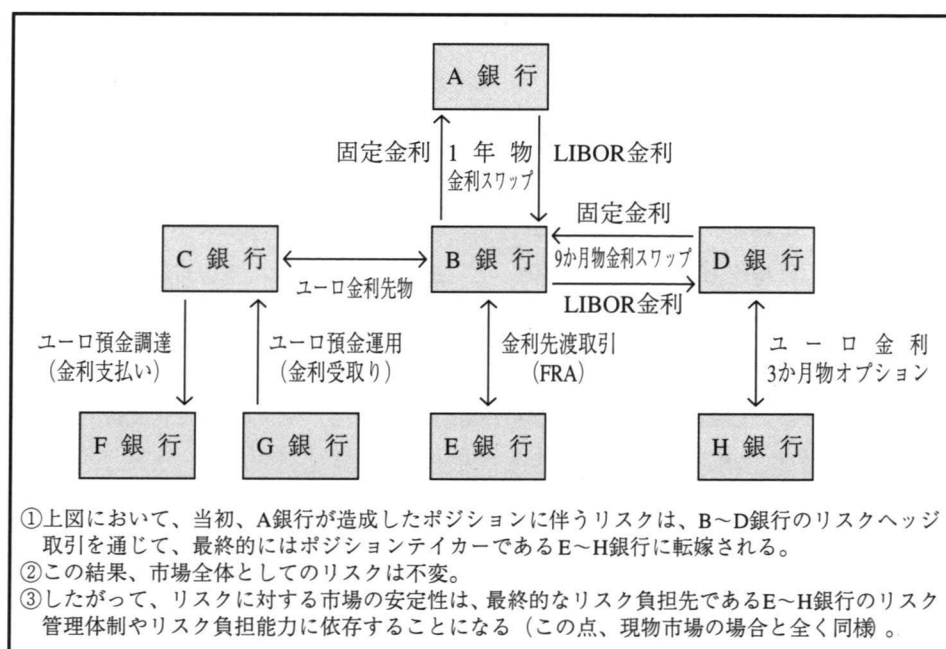 A 銀 行
固定金利
1 年 物
金利スワップ
LIBOR金利
固定金利
C 銀 行
B 銀 行
9か月物金利スワップ
D 銀 行
ユーロ金利先物
LIBOR金利
ユーロ預金調達
(金利支払い)
ユーロ預金運用
(金利受取り)
金利先渡取引
(FRA)
ユ ー ロ 金 利
3か月物オプション
F 銀 行
G 銀 行
E 銀 行
H 銀 行
①上図において、当初、A銀行が造成したポジションに伴うリスクは、B~D銀行のリスクヘッジ
取引を通じて、最終的にはポジションテイカーであるE~H銀行に転嫁される。
②この結果、市場全体としてのリスクは不変。
③したがって、リスクに対する市場の安定性は、最終的なリスク負担先であるE~H銀行のリスク
管理体制やリスク負担能力に依存することになる(この点、現物市場の場合と全く同様)。